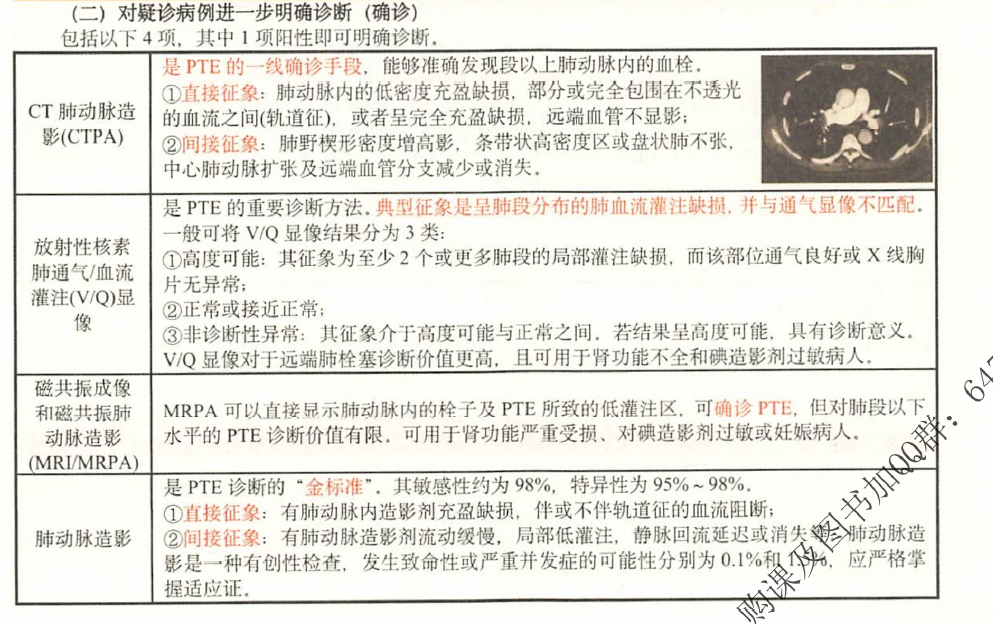 (二) 对疑诊病例进一步明确诊断 (确诊)
包括以下 4 项, 其中 1 项阳性即可明确诊断。
CT 肺动脉造
影(CTPA)
是 PTE 的一线确诊手段, 能够准确发现段以上肺动脉内的血栓。
①直接征象: 肺动脉内的低密度充盈缺损, 部分或完全包围在不透光
的血流之间(轨道征), 或者呈完全充盈缺损, 远端血管不显影;
②间接征象: 肺野楔形密度增高影, 条带状高密度区或盘状肺不张,
中心肺动脉扩张及远端血管分支减少或消失。
放射性核素
肺通气/血流
灌注(V/Q)显
像
是 PTE 的重要诊断方法。典型征象是呈肺段分布的肺血流灌注缺损, 并与通气显像不匹配。
一般可将 V/Q 显像结果分为 3 类:
①高度可能: 其征象为至少 2 个或更多肺段的局部灌注缺损, 而该部位通气良好或 X 线胸
片无异常;
②正常或接近正常;
③非诊断性异常: 其征象介于高度可能与正常之间。若结果呈高度可能, 具有诊断意义。
V/Q 显像对于远端肺栓塞诊断价值更高, 且可用于肾功能不全和碘造影剂过敏病人。
磁共振成像
和磁共振肺
动脉造影
(MRI/MRPA)
MRPA 可以直接显示肺动脉内的栓子及 PTE 所致的低灌注区, 可确诊 PTE, 但对肺段以下
水平的 PTE 诊断价值有限。可用于肾功能严重受损、对碘造影剂过敏或妊娠病人。
肺动脉造影
是 PTE 诊断的“金标准”。其敏感性约为 98%, 特异性为 95%~98%。
①直接征象: 有肺动脉内造影剂充盈缺损, 伴或不伴轨道征的血流阻断;
②间接征象: 有肺动脉造影剂流动缓慢, 局部低灌注, 静脉回流延迟或消失等。肺动脉造
影是一种有创性检查, 发生致命性或严重并发症的可能性分别为 0.1%和 1.5%, 应严格掌
握适应证。
购课及图书加QQ群: 647